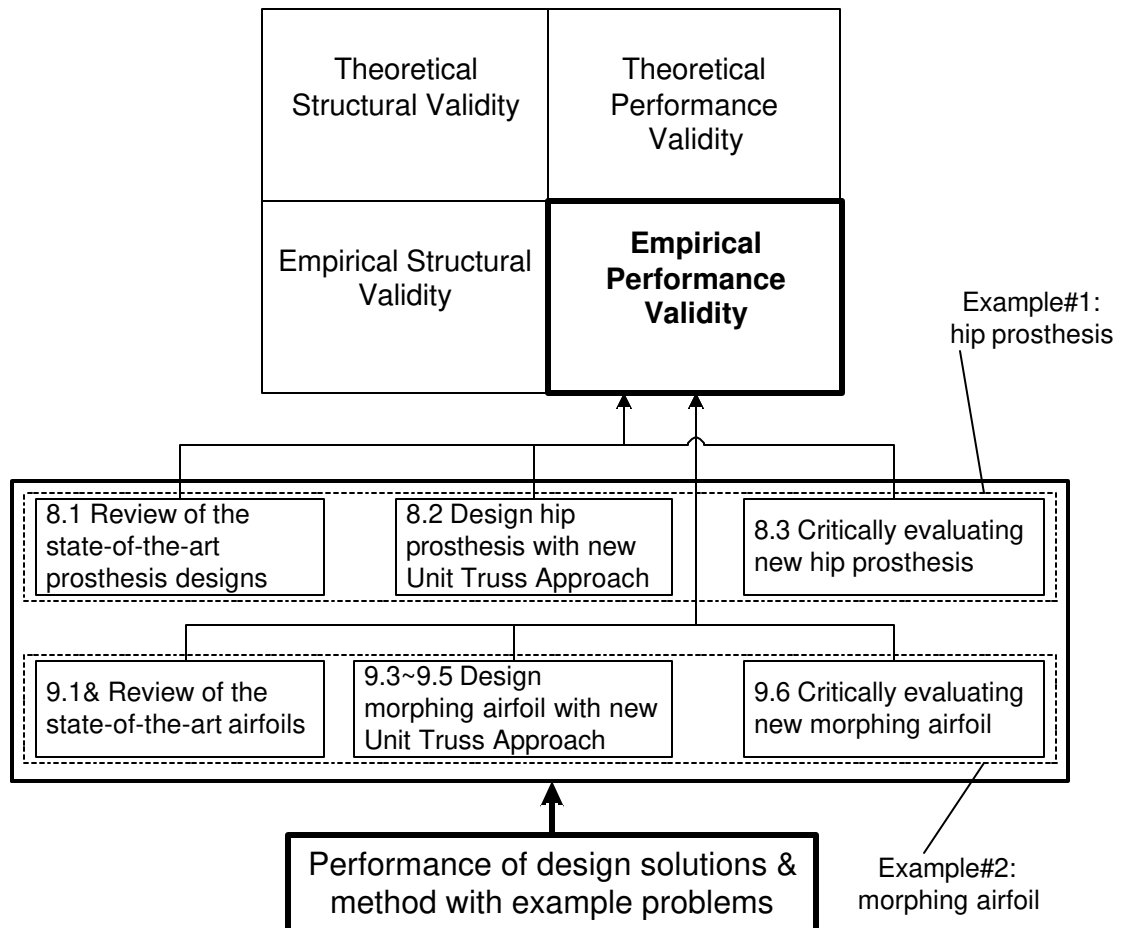 Theoretical
Structural Validity
Theoretical
Performance
Validity
Empirical Structural
Validity
Empirical
Performance
Validity
Example#1:
hip prosthesis
8.1 Review of the
state-of-the-art
prosthesis designs
8.2 Design hip
prosthesis with new
Unit Truss Approach
8.3 Critically evaluating
new hip prosthesis
9.1& Review of the
state-of-the-art airfoils
9.3~9.5 Design
morphing airfoil with new
Unit Truss Approach
9.6 Critically evaluating
new morphing airfoil
Performance of design solutions &
method with example problems
Example#2:
morphing airfoil